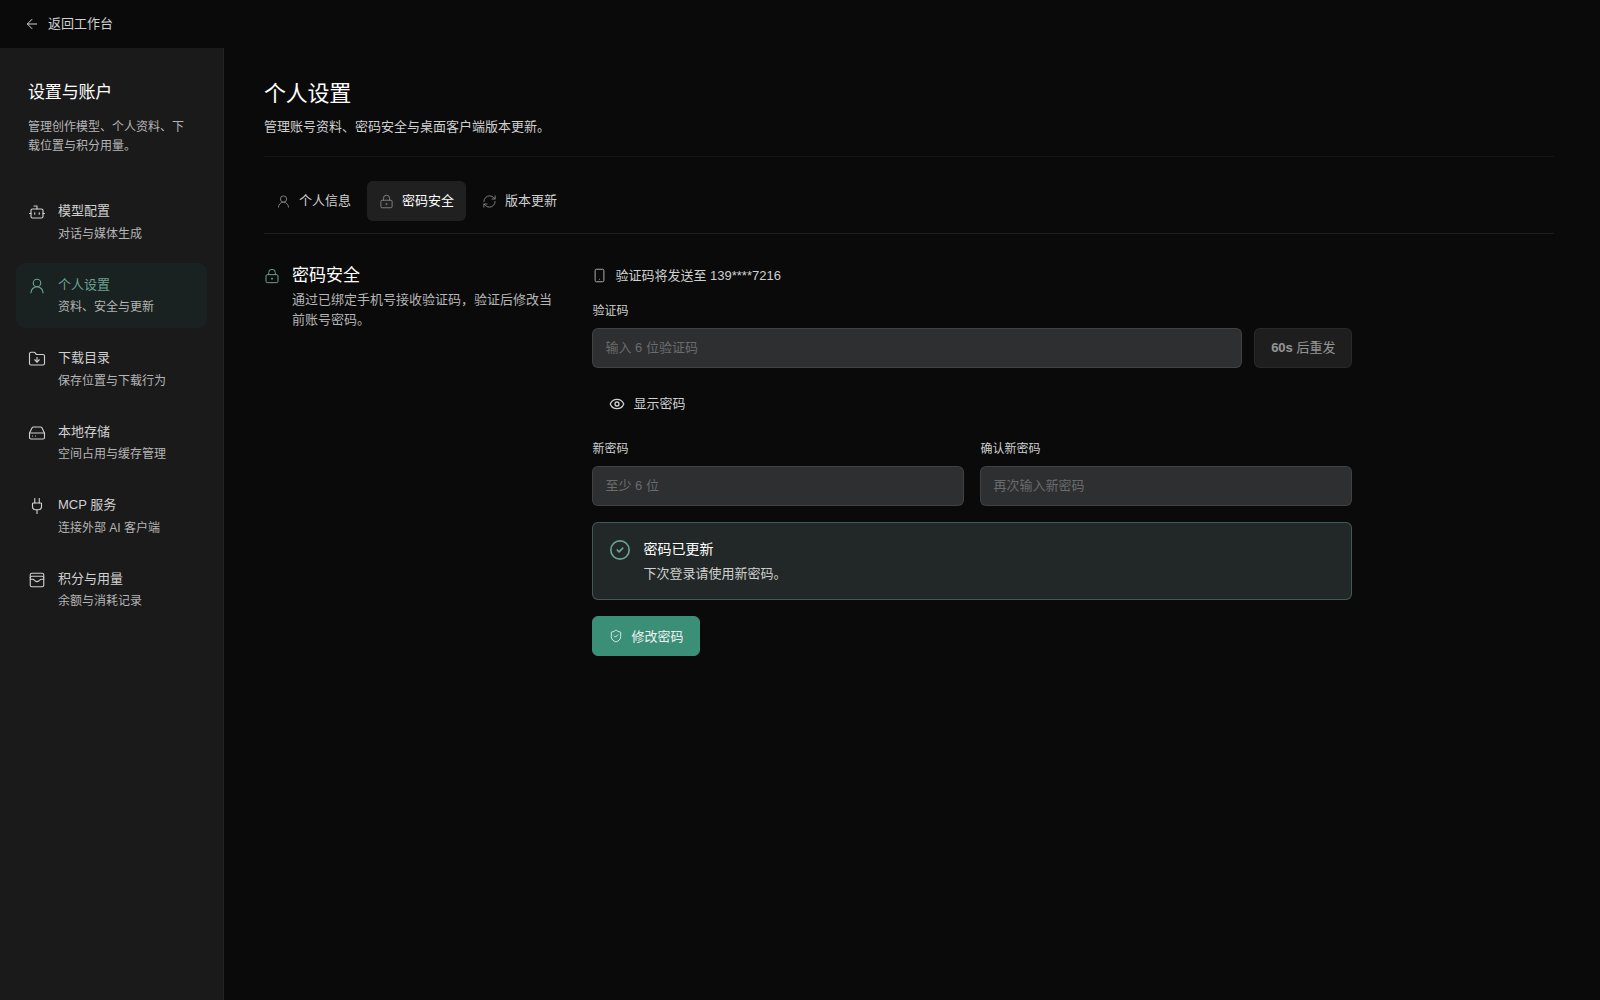 返回工作台
设置与账户
管理创作模型、个人资料、下
载位置与积分用量。
模型配置
对话与媒体生成
个人设置
资料、安全与更新
下载目录
保存位置与下载行为
本地存储
空间占用与缓存管理
MCP 服务
连接外部 AI 客户端
积分与用量
余额与消耗记录
个人设置
管理账号资料、密码安全与桌面客户端版本更新。
个人信息
密码安全
版本更新
密码安全
通过已绑定手机号接收验证码，验证后修改当
前账号密码。
验证码将发送至 139****7216
验证码
输入 6 位验证码
60s 后重发
显示密码
新密码
确认新密码
至少 6 位
再次输入新密码
密码已更新
下次登录请使用新密码。
修改密码